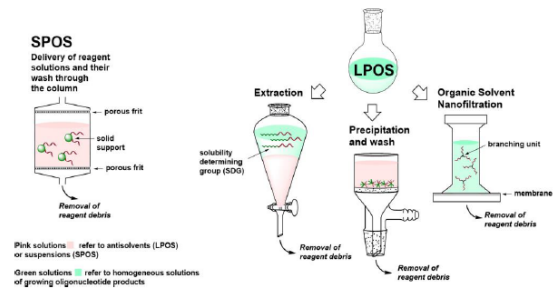 SPOS
Delivery of reagent
solutions and their
wash through
the column
porous frit
solid
support
porous frit
Removal of
reagent debris
LPOS
Extraction
solubility
determining
group (SDG)
Removal of
reagent debris
Precipitation
and wash
Removal of
reagent debris
Organic Solvent
Nanofiltration
branching unit
membrane
Removal of
reagent debris
Pink solutions refer to antisolvents (LPOS)
or suspensions (SPOS)
Green solutions refer to homogeneous solutions
of growing oligonucleotide products